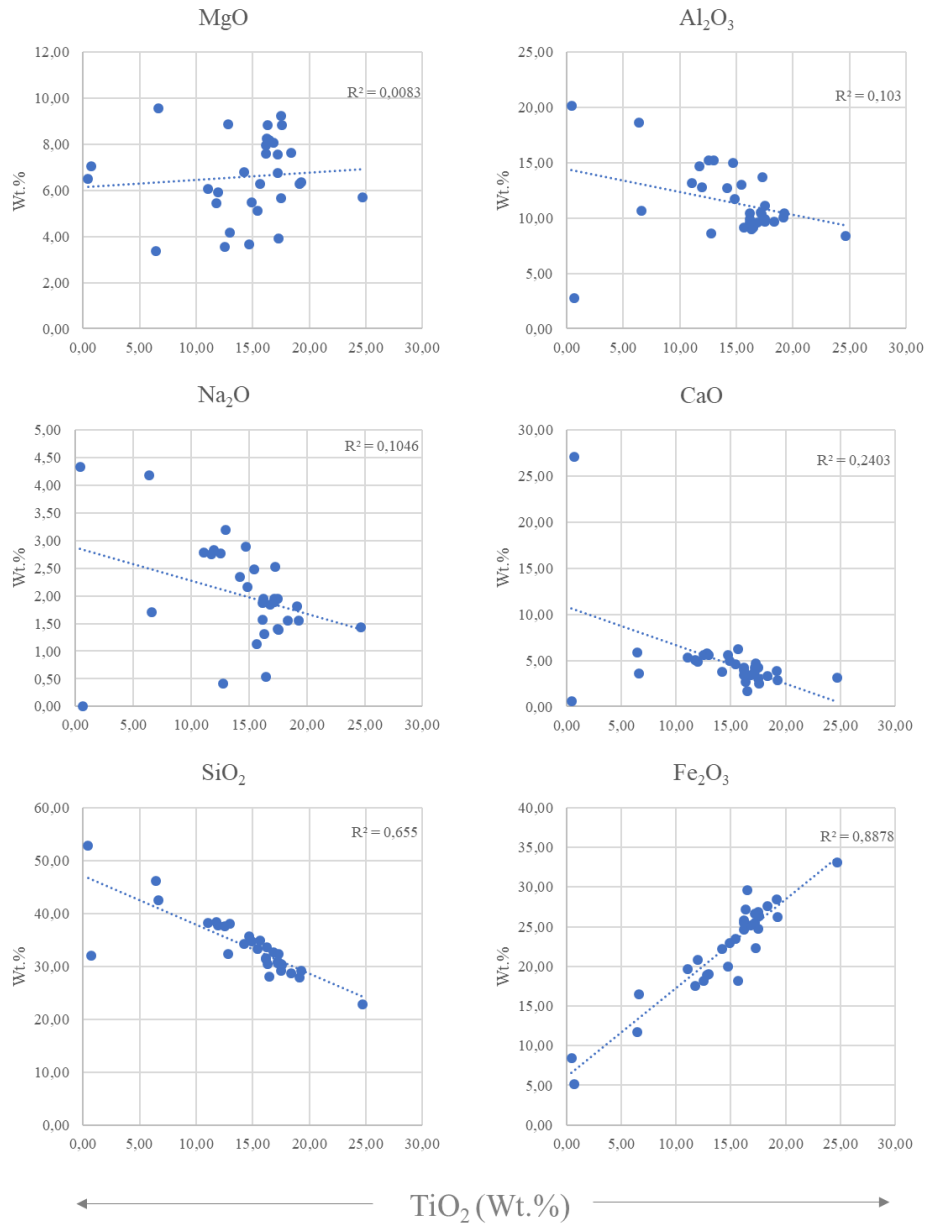 MgO
12,00
10,00
8,00
6,00
4,00
2,00
0,00
Wt.%
R² = 0,0083
0,00 5,00 10,00 15,00 20,00 25,00 30,00
Al₂O₃
25,00
20,00
15,00
10,00
5,00
0,00
Wt.%
R² = 0,103
0,00 5,00 10,00 15,00 20,00 25,00 30,00
Na₂O
5,00
4,50
4,00
3,50
3,00
2,50
2,00
1,50
1,00
0,50
0,00
Wt.%
R² = 0,1046
0,00 5,00 10,00 15,00 20,00 25,00 30,00
CaO
30,00
25,00
20,00
15,00
10,00
5,00
0,00
Wt.%
R² = 0,2403
0,00 5,00 10,00 15,00 20,00 25,00 30,00
SiO₂
60,00
50,00
40,00
30,00
20,00
10,00
0,00
Wt.%
R² = 0,655
0,00 5,00 10,00 15,00 20,00 25,00 30,00
Fe₂O₃
40,00
35,00
30,00
25,00
20,00
15,00
10,00
5,00
0,00
Wt.%
R² = 0,8878
0,00 5,00 10,00 15,00 20,00 25,00 30,00
TiO₂ (Wt.%)